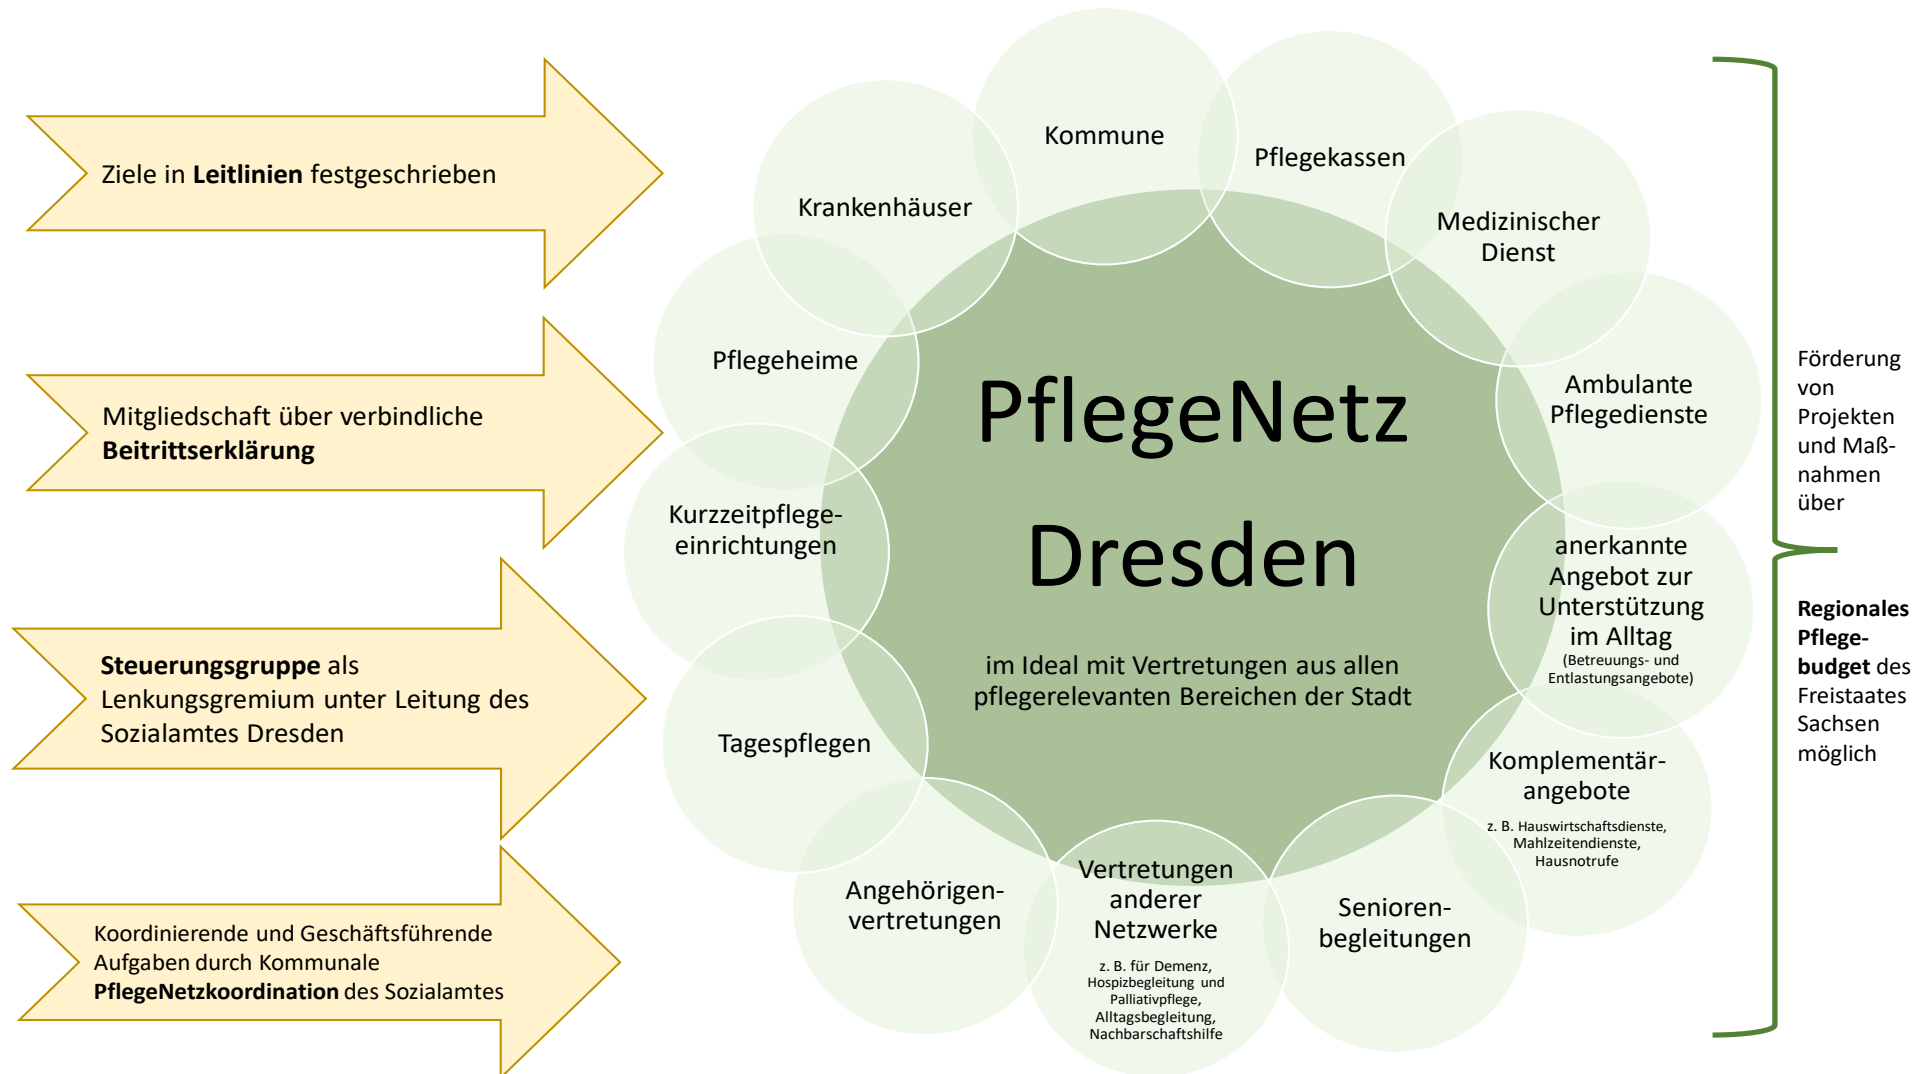 Ziele in Leitlinien festgeschrieben
Mitgliedschaft über verbindliche
Beitrittserklärung
Steuerungsgruppe als
Lenkungsgremium unter Leitung des
Sozialamtes Dresden
Koordinierende und Geschäftsführende
Aufgaben durch Kommunale
PflegeNetzkoordination des Sozialamtes
PflegeNetz
Dresden
im Ideal mit Vertretungen aus allen
pflegerelevanten Bereichen der Stadt
Kommune
Pflegekassen
Medizinischer
Dienst
Ambulante
Pflegedienste
anerkannte
Angebot zur
Unterstützung
im Alltag
(Betreuungs- und
Entlastungsangebote)
Komplementär-
angebote
z. B. Hauswirtschaftsdienste,
Mahlzeitendienste,
Hausnotrufe
Senioren-
begleitungen
Vertretungen
anderer
Netzwerke
z. B. für Demenz,
Hospizbegleitung und
Palliativpflege,
Alltagsbegleitung,
Nachbarschaftshilfe
Angehörigen-
vertretungen
Tagespflegen
Kurzzeitpflege-
einrichtungen
Pflegeheime
Krankenhäuser
Förderung
von
Projekten
und Maß-
nahmen
über
Regionales
Pflege-
budget des
Freistaates
Sachsen
möglich